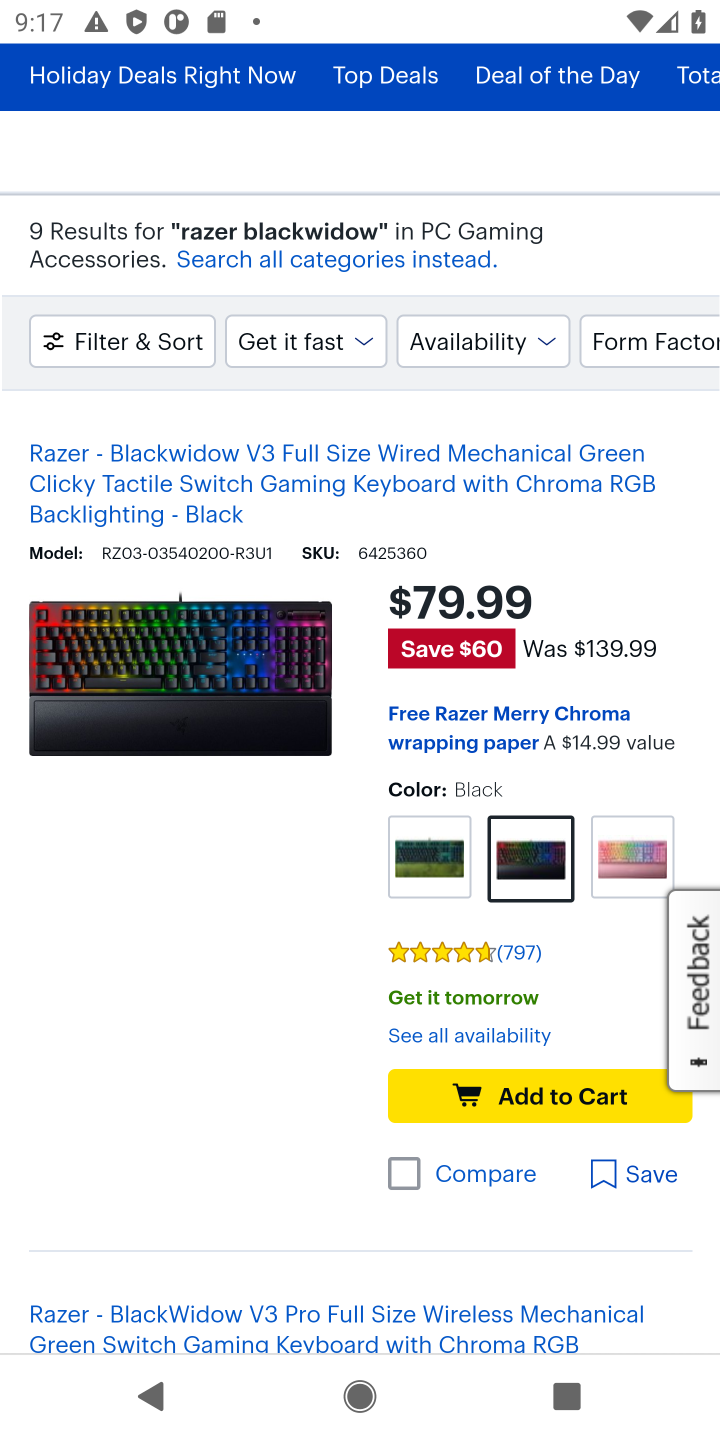 9:17
Holiday Deals Right Now Top Deals Deal of the Day Tota
9 Results for "razer blackwidow" in PC Gaming
Accessories. Search all categories instead.
Filter & Sort Get it fast Availability Form Factor
Razer - Blackwidow V3 Full Size Wired Mechanical Green
Clicky Tactile Switch Gaming Keyboard with Chroma RGB
Backlighting - Black
Model: RZ03-03540200-R3U1 SKU: 6425360
$79.99
Save $60 Was $139.99
Free Razer Merry Chroma
wrapping paper A $14.99 value
Color: Black
(797)
Get it tomorrow
See all availability
Feedback
Add to Cart
Compare Save
Razer - BlackWidow V3 Pro Full Size Wireless Mechanical
Green Switch Gaming Keyboard with Chroma RGB